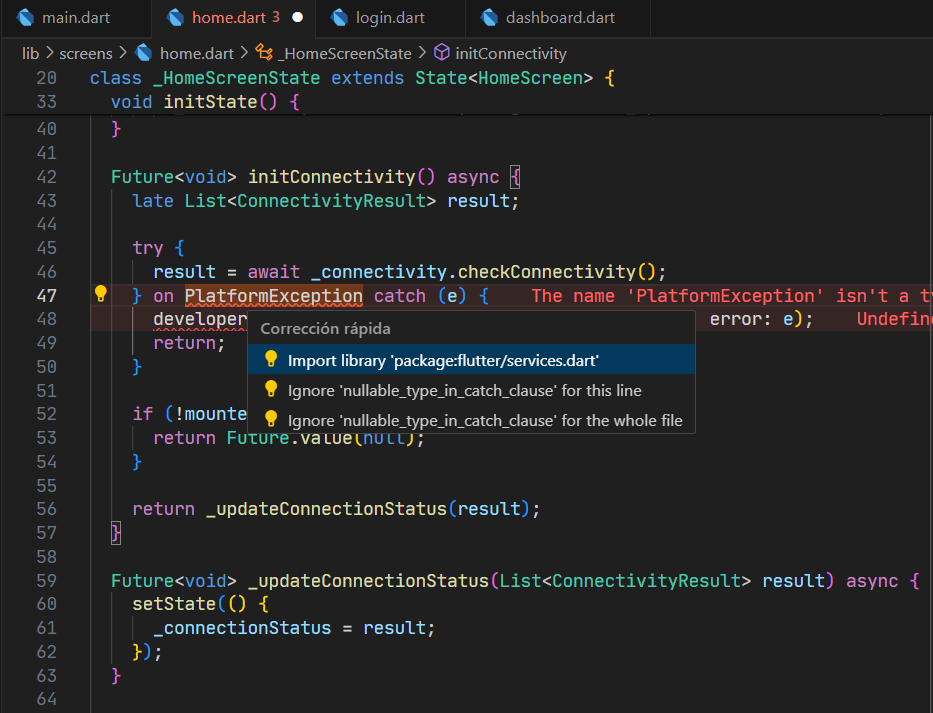 main.dart
home.dart 3
login.dart
dashboard.dart
lib > screens > home.dart > _HomeScreenState > initConnectivity
20 class _HomeScreenState extends State<HomeScreen> {
33 void initState() {
40 }
41
42 Future<void> initConnectivity() async {
43 late List<ConnectivityResult> result;
44
45 try {
46 result = await _connectivity.checkConnectivity();
47 } on PlatformException catch (e) { The name 'PlatformException' isn't a
48 developer error: e);
49 return;
50 }
51
52 if (!mounte
53 return Future.value(null);
54 }
55
56 return _updateConnectionStatus(result);
57 }
58
59 Future<void> _updateConnectionStatus(List<ConnectivityResult> result) async {
60 setState(() {
61 _connectionStatus = result;
62 });
63 }
64
Corrección rápida
Import library 'package:flutter/services.dart'
Ignore 'nullable_type_in_catch_clause' for this line
Ignore 'nullable_type_in_catch_clause' for the whole file